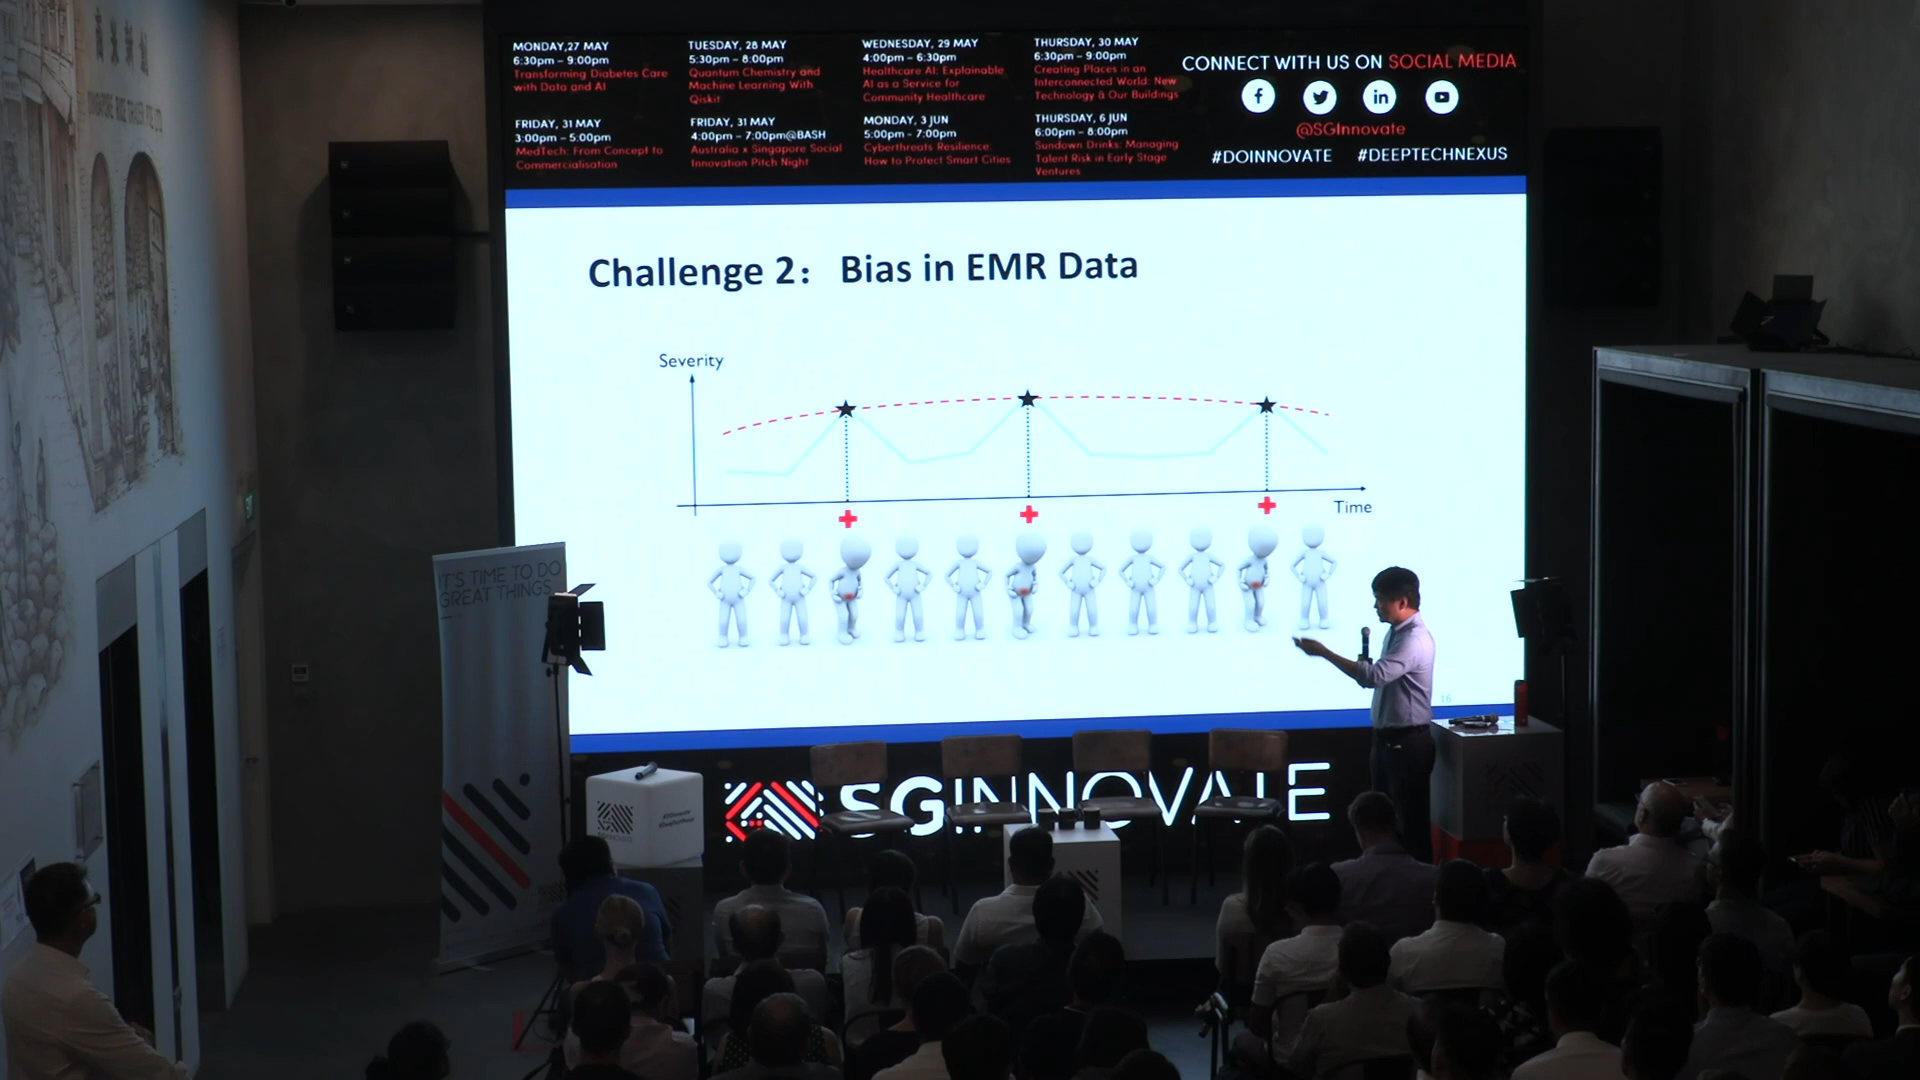 MONDAY,27 MAY
6:30pm – 9:00pm
Transforming Diabetes Care
with Data and AI
TUESDAY, 28 MAY
5:30pm – 8:00pm
Quantum Chemistry and
Machine Learning With
Qiskit
WEDNESDAY, 29 MAY
4:00pm – 6:30pm
Healthcare AI: Explainable
AI as a Service for
Community Healthcare
THURSDAY, 30 MAY
6:30pm – 9:00pm
Creating Places in an
Interconnected World: New
Technology & Our Buildings
FRIDAY, 31 MAY
3:00pm – 5:00pm
MedTech: From Concept to
Commercialisation
FRIDAY, 31 MAY
4:00pm – 7:00pm@BASH
Australia x Singapore Social
Innovation Pitch Night
MONDAY, 3 JUN
5:00pm - 7:00pm
Cyberthreats Resilience:
How to Protect Smart Cities
THURSDAY, 6 JUN
6:00pm – 8:00pm
Sundown Drinks: Managing
Talent Risk in Early Stage
Ventures
CONNECT WITH US ON SOCIAL MEDIA
@SGInnovate
#DOINNOVATE #DEEPTECHNEXUS
Challenge 2: Bias in EMR Data
Severity
Time
16
IT'S TIME TO DO
GREAT THINGS
SGINNOVATE